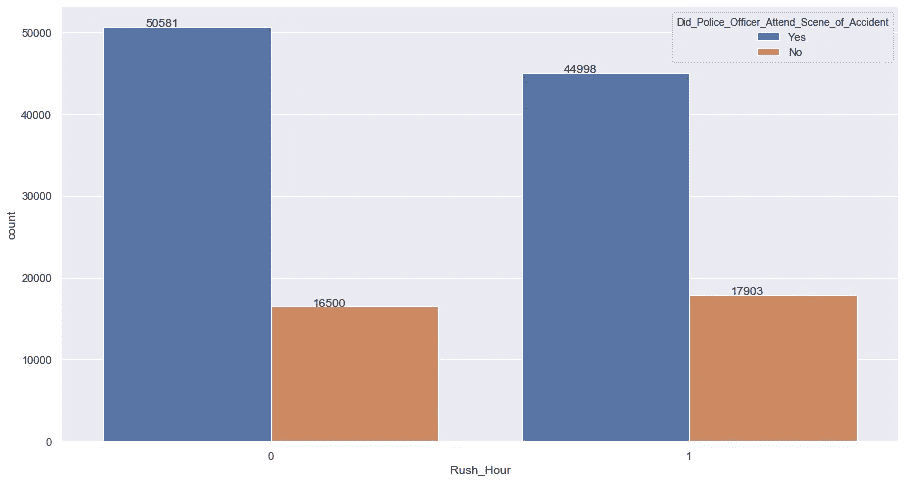 Did_Police_Officer_Attend_Scene_of_Accident
Yes
No
50581
44998
16500
17903
50000
40000
30000
20000
10000
0
count
0 1
Rush_Hour